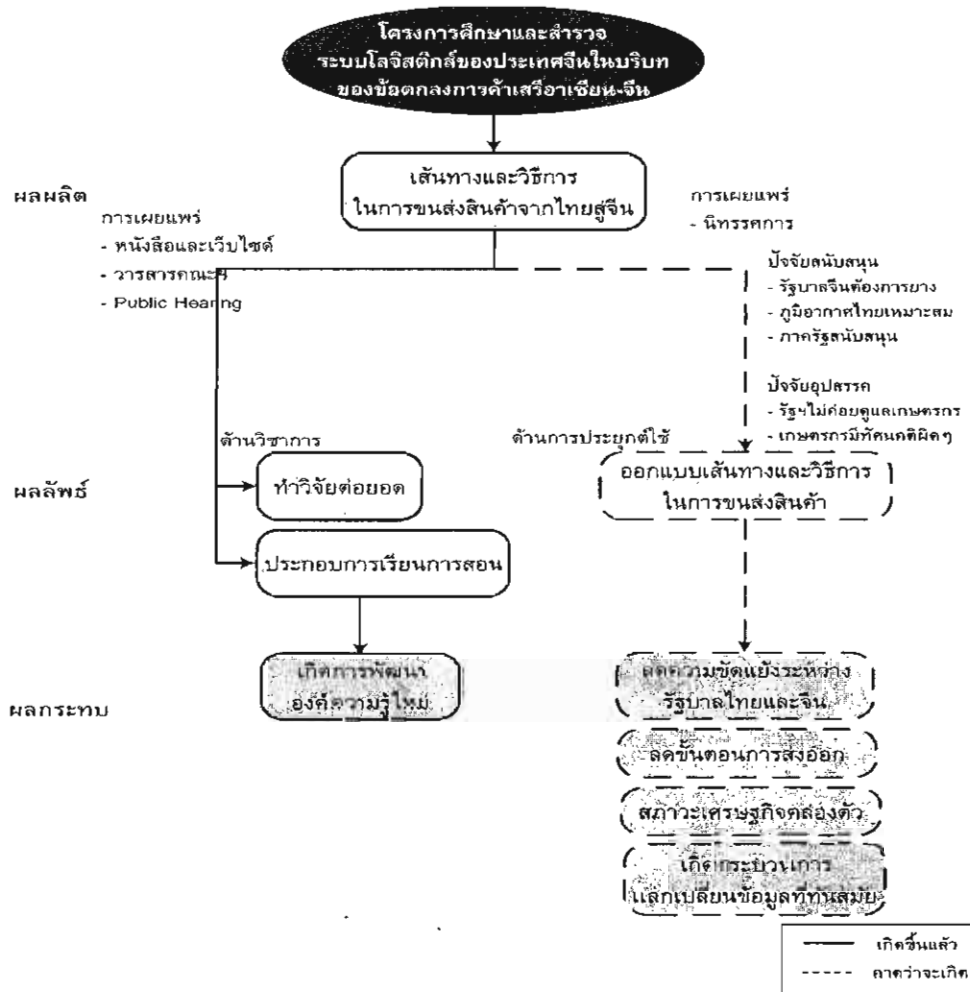 โครงการศึกษาและสำรวจ
ระบบโลจิสติกส์ของประเทศจีนในบริบท
ของข้อตกลงการค้าเสรีอาเซียน-จีน
ผลผลิต
เส้นทางและวิธีการ
ในการขนส่งสินค้าจากไทยสู่จีน
การเผยแพร่
- หนังสือและเว็บไซต์
- วารสารคณะฯ
- Public Hearing
การเผยแพร่
- นิทรรศการ
ปัจจัยสนับสนุน
- รัฐบาลจีนต้องการยาง
- ภูมิอากาศไทยเหมาะสม
- ภาครัฐสนับสนุน
ปัจจัยอุปสรรค
- รัฐฯไม่ค่อยดูแลเกษตรกร
- เกษตรกรมีทัศนคติผิดๆ
ผลลัพธ์
ด้านวิชาการ
ทำวิจัยต่อยอด
ประกอบการเรียนการสอน
ด้านการประยุกต์ใช้
ออกแบบเส้นทางและวิธีการ
ในการขนส่งสินค้า
ผลกระทบ
เกิดการพัฒนา
องค์ความรู้ใหม่
ลดความขัดแย้งระหว่าง
รัฐบาลไทยและจีน
ลดขั้นตอนการส่งออก
สภาวะเศรษฐกิจคล่องตัว
เกิดกระบวนการ
แลกเปลี่ยนข้อมูลที่ทันสมัย
เกิดขึ้นแล้ว
คาดว่าจะเกิด